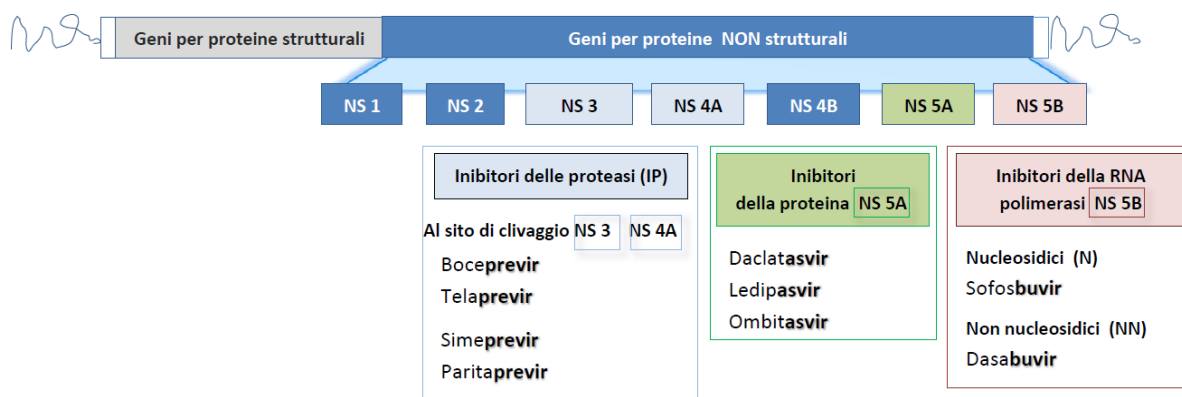 Geni per proteine strutturali
Geni per proteine NON strutturali
NS 1
NS 2
NS 3
NS 4A
NS 4B
NS 5A
NS 5B
Inibitori delle proteasi (IP)
Al sito di clivaggio NS 3 NS 4A
Boceprevir
Telaprevir
Simeprevir
Paritaprevir
Inibitori
della proteina NS 5A
Daclatasvir
Ledipasvir
Ombitasvir
Inibitori della RNA
polimerasi NS 5B
Nucleosidici (N)
Sofosbuvir
Non nucleosidici (NN)
Dasabuvir